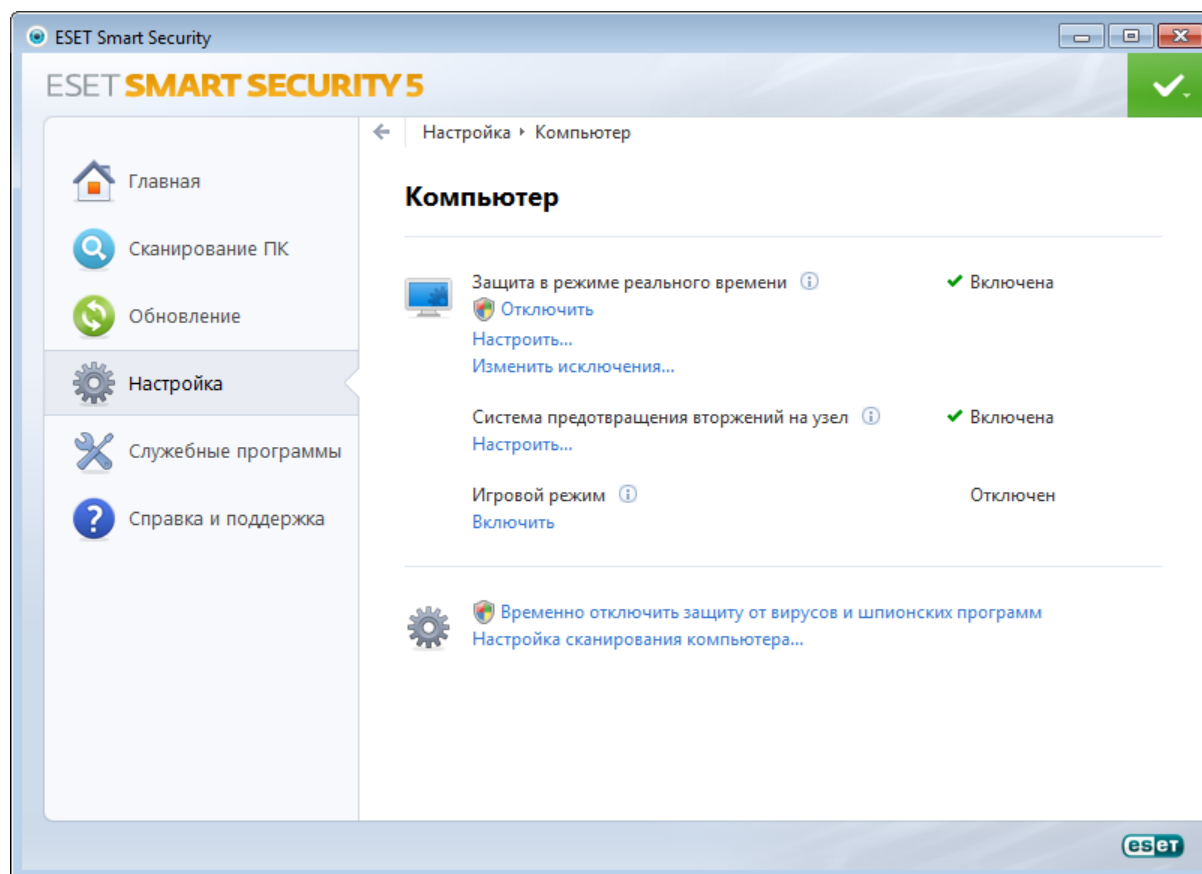 ESET Smart Security
ESET SMART SECURITY 5
Настройка ‣ Компьютер
Главная
Сканирование ПК
Обновление
Настройка
Служебные программы
Справка и поддержка
Компьютер
Защита в режиме реального времени Включена
Отключить
Настроить...
Изменить исключения...
Система предотвращения вторжений на узел Включена
Настроить...
Игровой режим Отключен
Включить
Временно отключить защиту от вирусов и шпионских программ
Настройка сканирования компьютера...
eset